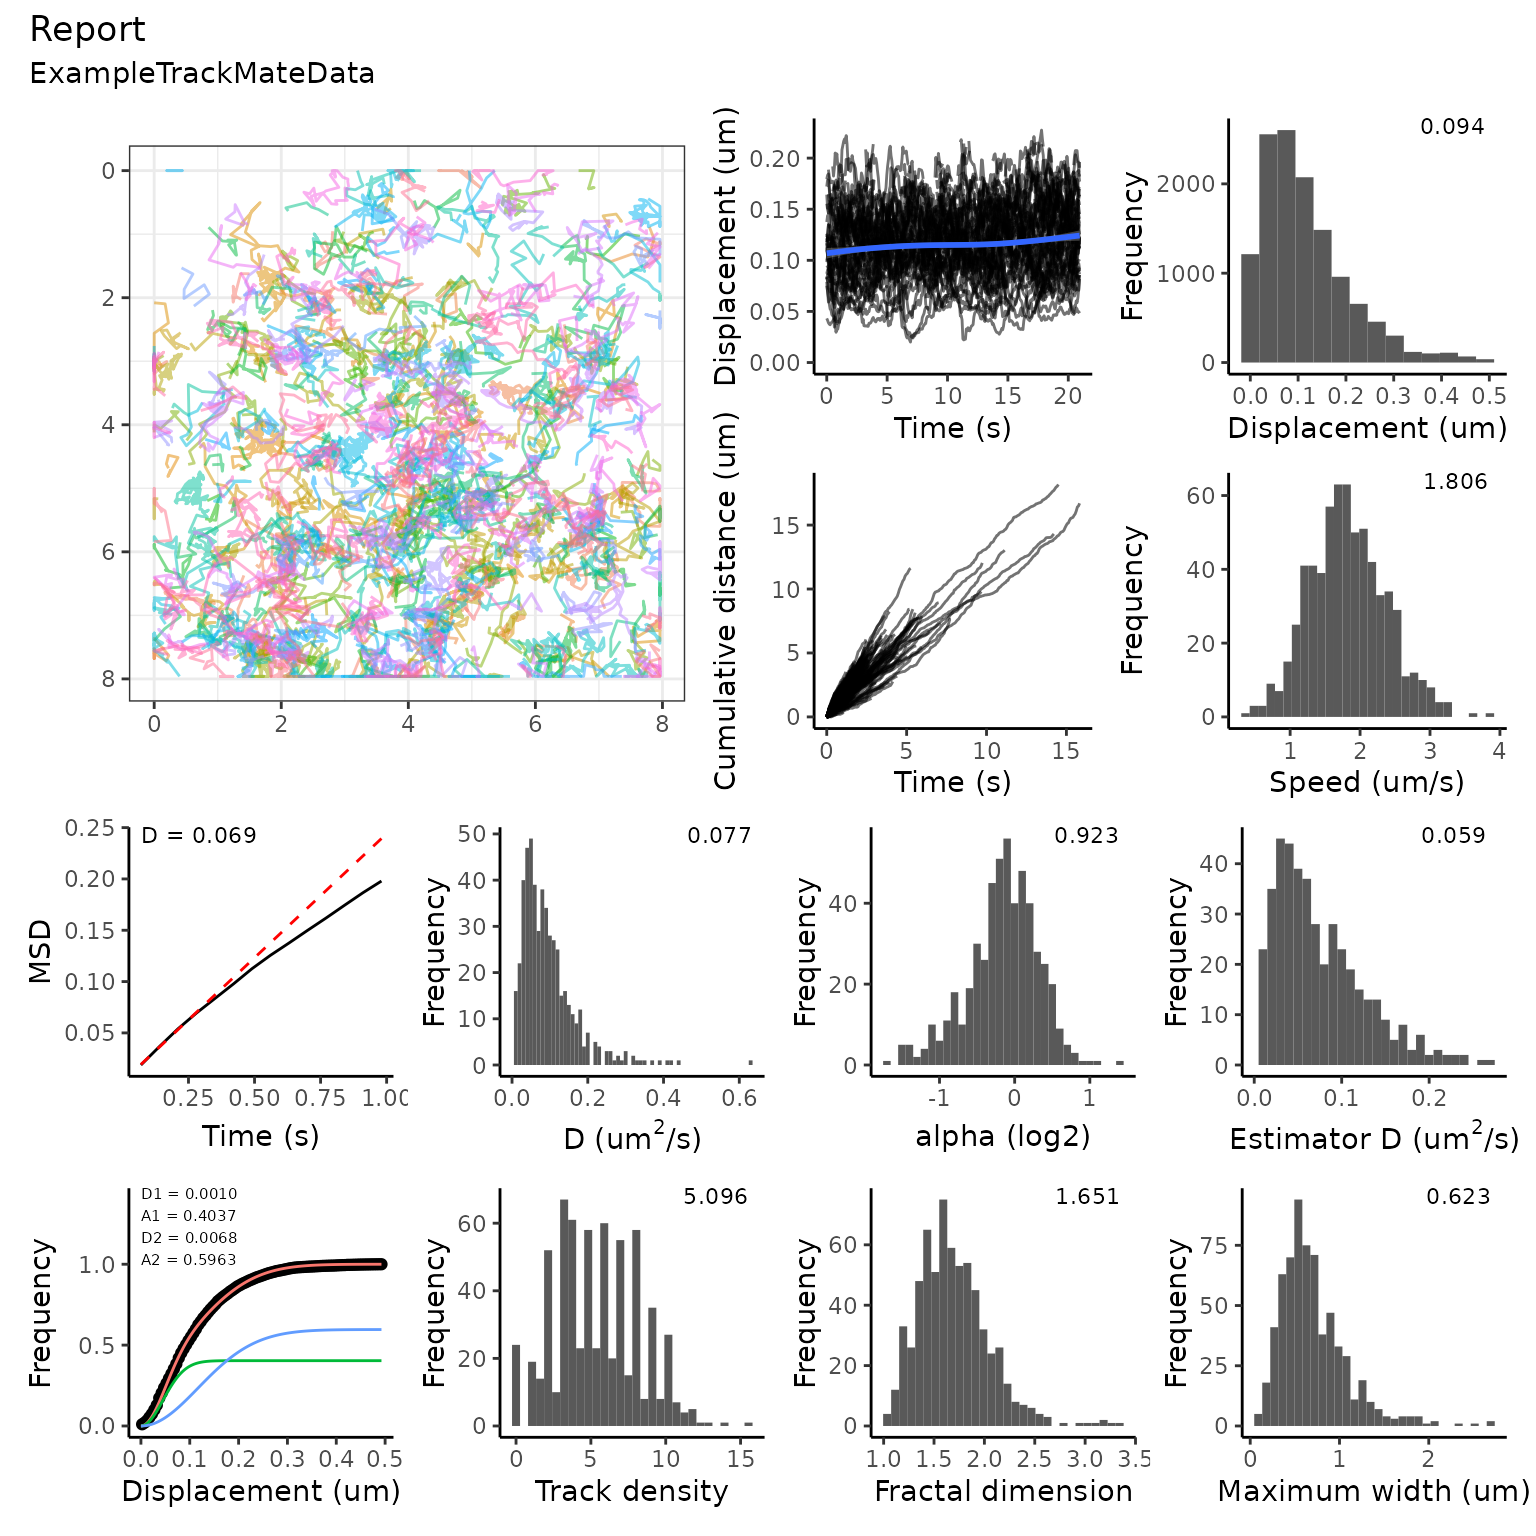 Report
ExampleTrackMateData
0
2
4
6
8
0 2 4 6 8
Displacement (um)
0.20
0.15
0.10
0.05
0.00
0 5 10 15 20
Time (s)
Frequency
0.094
2000
1000
0
0.0 0.1 0.2 0.3 0.4 0.5
Displacement (um)
Cumulative distance (um)
15
10
5
0
0 5 10 15
Time (s)
Frequency
1.806
60
40
20
0
1 2 3 4
Speed (um/s)
MSD
D = 0.069
0.25
0.20
0.15
0.10
0.05
0.25 0.50 0.75 1.00
Time (s)
Frequency
0.077
50
40
30
20
10
0
0.0 0.2 0.4 0.6
D (um²/s)
Frequency
0.923
40
20
0
-1 0 1
alpha (log2)
Frequency
0.059
40
30
20
10
0
0.0 0.1 0.2
Estimator D (um²/s)
Frequency
D1 = 0.0010
A1 = 0.4037
D2 = 0.0068
A2 = 0.5963
1.0
0.5
0.0
0.0 0.1 0.2 0.3 0.4 0.5
Displacement (um)
Frequency
5.096
60
40
20
0
0 5 10 15
Track density
Frequency
1.651
60
40
20
0
1.0 1.5 2.0 2.5 3.0 3.5
Fractal dimension
Frequency
0.623
75
50
25
0
0 1 2
Maximum width (um)